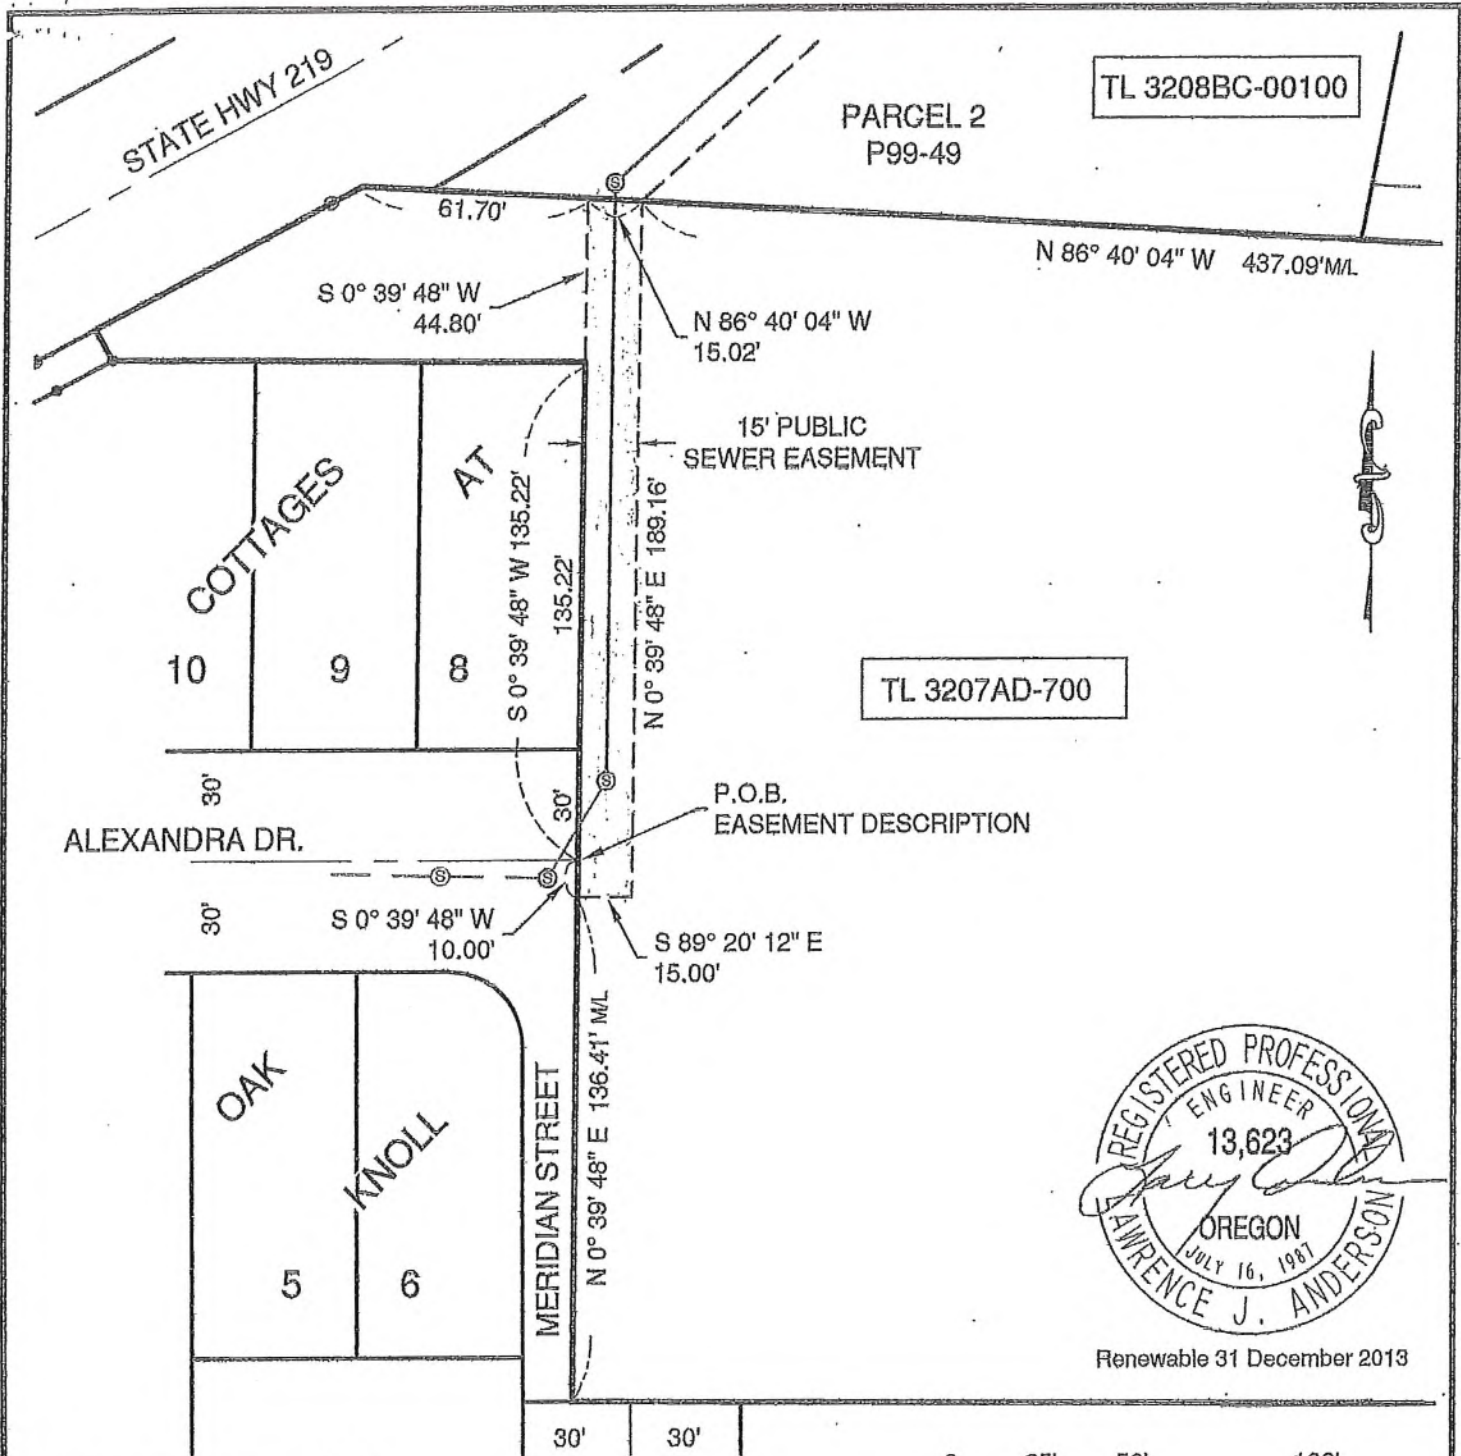 STATE HWY 219
PARCEL 2
P99-49
TL 3208BC-00100
61.70'
N 86° 40' 04" W 437.09'M/L
S 0° 39' 48" W
44.80'
N 86° 40' 04" W
15.02'
15' PUBLIC
SEWER EASEMENT
COTTAGES
AT
S 0° 39' 48" W 135.22'
135.22'
N 0° 39' 48" E 189.16'
10
9
8
TL 3207AD-700
30'
30'
ALEXANDRA DR.
P.O.B.
EASEMENT DESCRIPTION
S
S
S
S
30'
S 0° 39' 48" W
10.00'
S 89° 20' 12" E
15.00'
OAK
KNOLL
5
6
MERIDIAN STREET
N 0° 39' 48" E 136.41' M/L
REGISTERED PROFESSIONAL
ENGINEER
13,623
OREGON
JULY 16, 1987
LAWRENCE J. ANDERSON
Renewable 31 December 2013
30'
30'